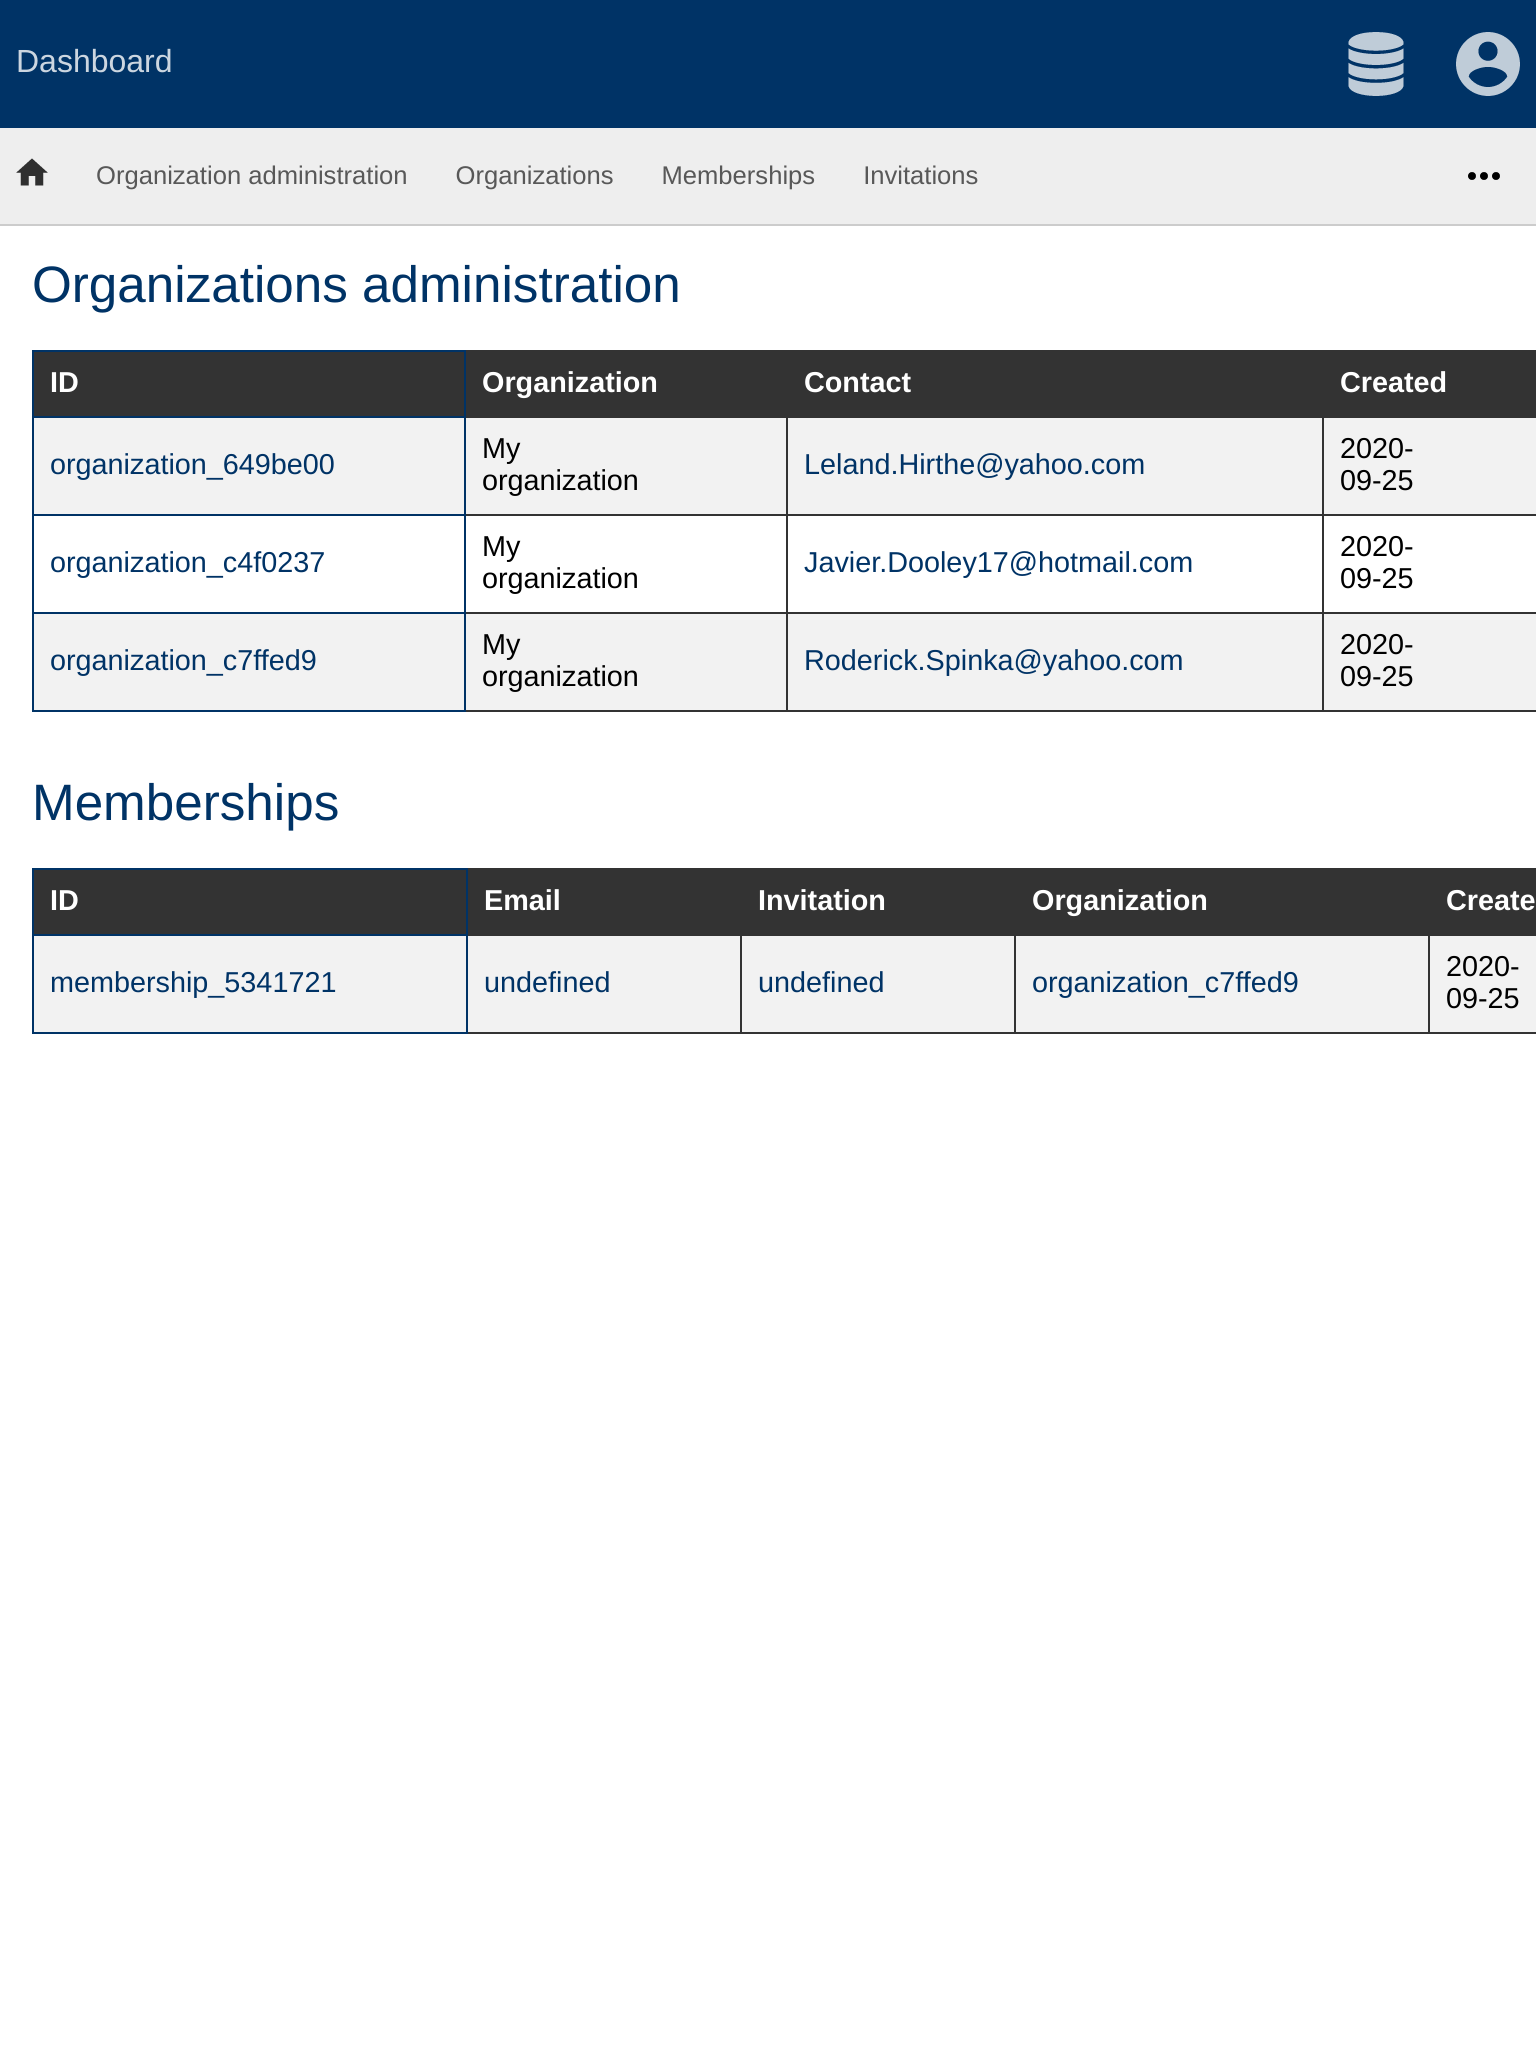 Dashboard
Organization administration Organizations Memberships Invitations
Organizations administration
ID Organization Contact Created
organization_649be00 My organization Leland.Hirthe@yahoo.com 2020-09-25
organization_c4f0237 My organization Javier.Dooley17@hotmail.com 2020-09-25
organization_c7ffed9 My organization Roderick.Spinka@yahoo.com 2020-09-25
Memberships
ID Email Invitation Organization Create
membership_5341721 undefined undefined organization_c7ffed9 2020-09-25